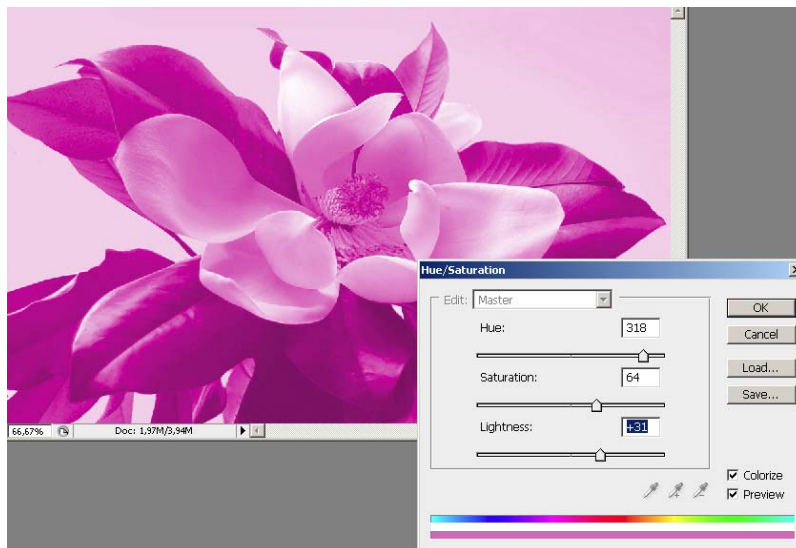 66,67%
Doc: 1,97M/3,94M
Hue/Saturation
Edit: Master
Hue: 318
Saturation: 64
Lightness: +31
OK
Cancel
Load...
Save...
Colorize
Preview